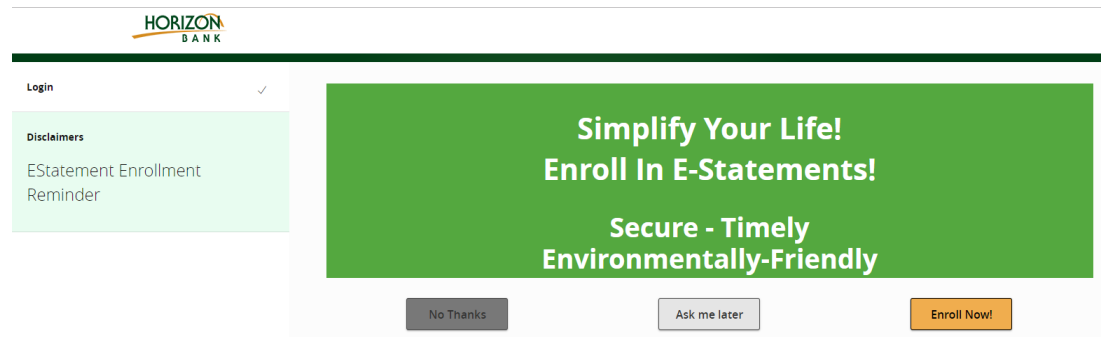 HORIZON
BANK
Login
Disclaimers
EStatement Enrollment
Reminder
Simplify Your Life!
Enroll In E-Statements!
Secure - Timely
Environmentally-Friendly
No Thanks
Ask me later
Enroll Now!